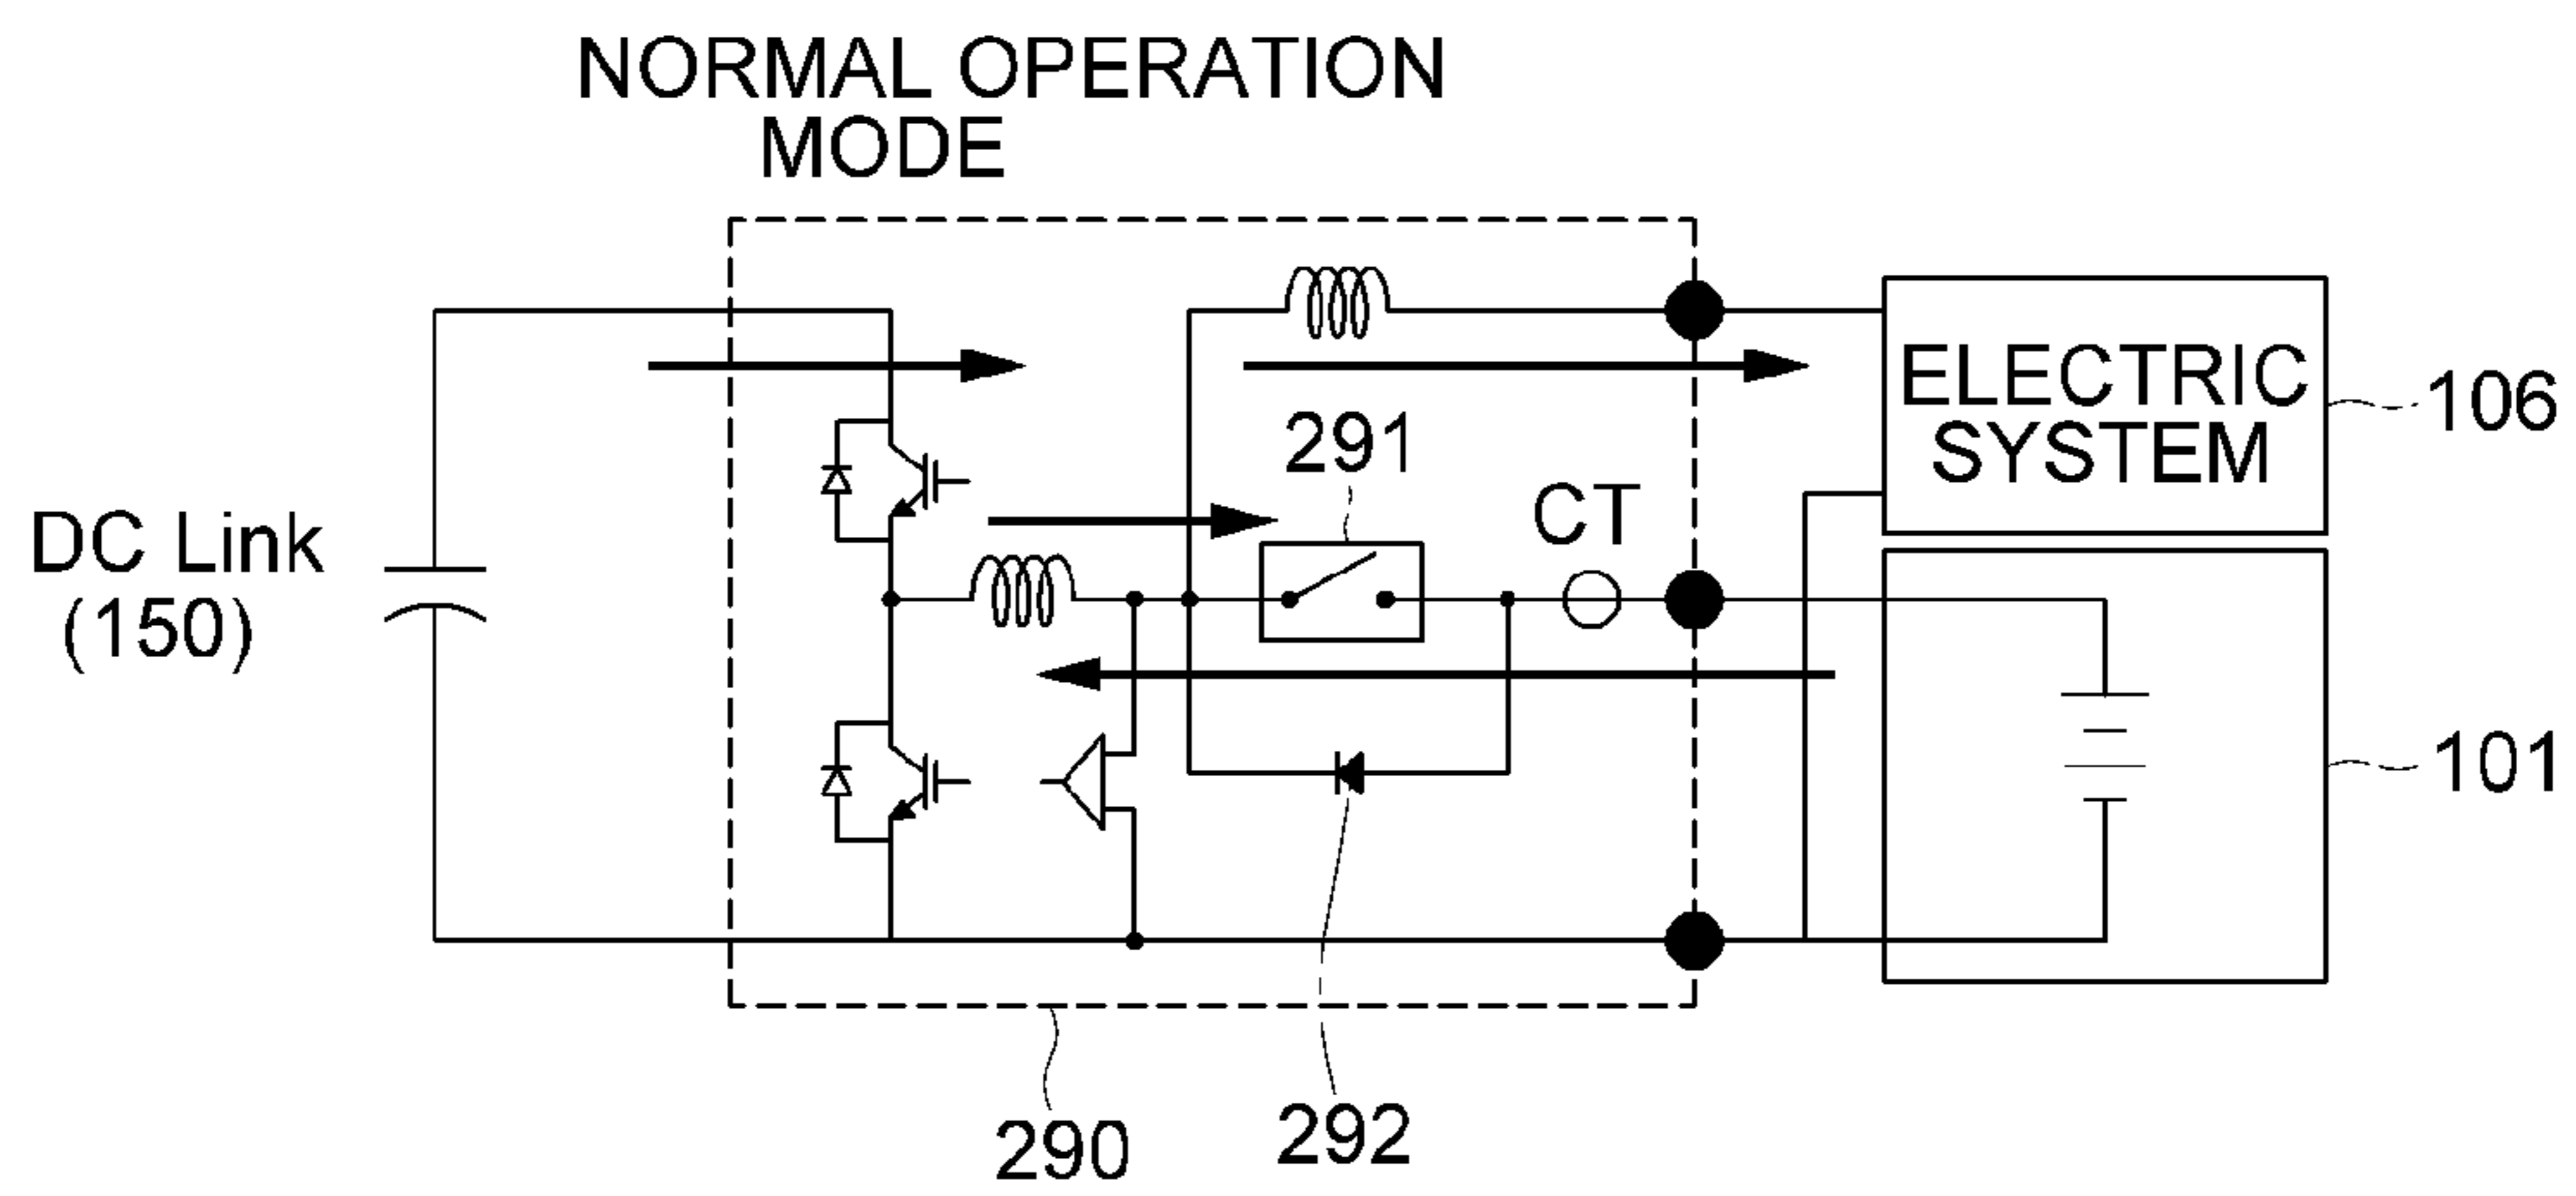 NORMAL OPERATION
MODE
DC Link
(150)
291
CT
ELECTRIC
SYSTEM
106
101
290
292